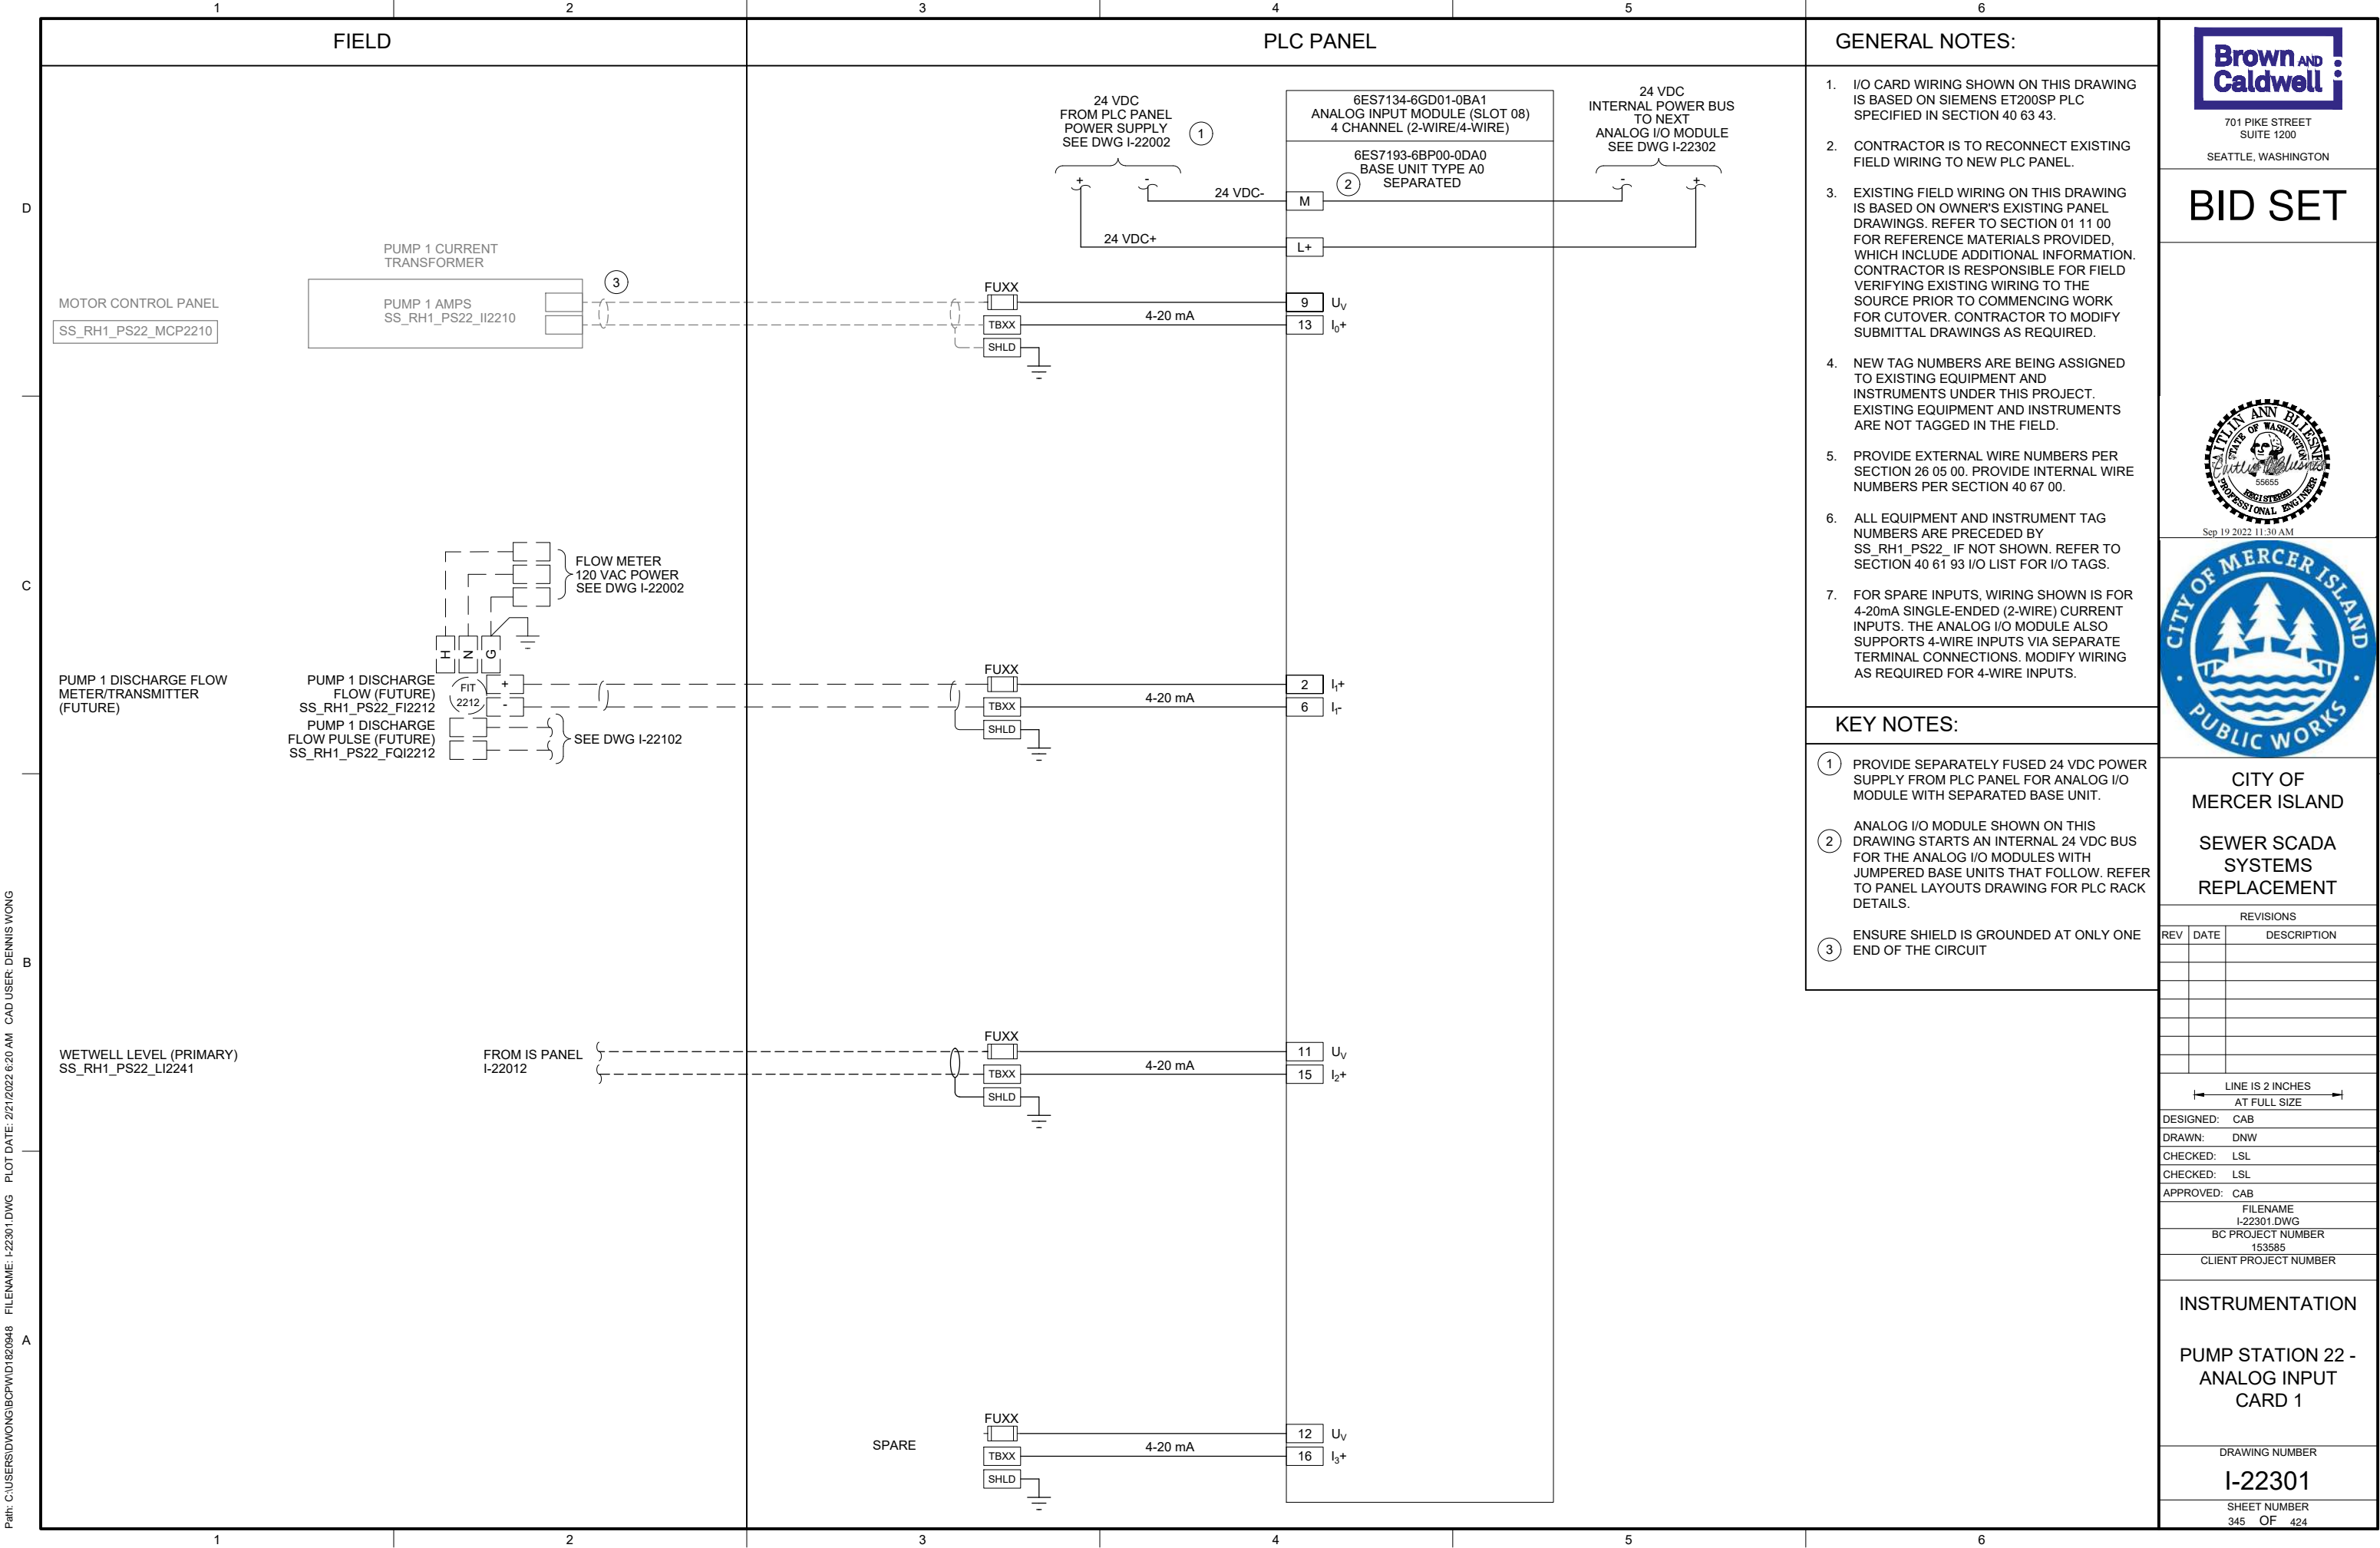 1 2 3 4 5 6
FIELD
PLC PANEL
24 VDC
FROM PLC PANEL
POWER SUPPLY
SEE DWG I-22002
1
+ -
24 VDC-
24 VDC+
6ES7134-6GD01-0BA1
ANALOG INPUT MODULE (SLOT 08)
4 CHANNEL (2-WIRE/4-WIRE)
6ES7193-6BP00-0DA0
BASE UNIT TYPE A0
SEPARATED
2
M
L+
24 VDC
INTERNAL POWER BUS
TO NEXT
ANALOG I/O MODULE
SEE DWG I-22302
- +
D
PUMP 1 CURRENT
TRANSFORMER
3
MOTOR CONTROL PANEL
SS_RH1_PS22_MCP2210
PUMP 1 AMPS
SS_RH1_PS22_II2210
FUXX
TBXX
SHLD
4-20 mA
9 UV
13 I0+
C
FLOW METER
120 VAC POWER
SEE DWG I-22002
H N G
PUMP 1 DISCHARGE FLOW
METER/TRANSMITTER
(FUTURE)
PUMP 1 DISCHARGE
FLOW (FUTURE)
SS_RH1_PS22_FI2212
FIT
2212
+
-
PUMP 1 DISCHARGE
FLOW PULSE (FUTURE)
SS_RH1_PS22_FQI2212
SEE DWG I-22102
FUXX
TBXX
SHLD
4-20 mA
2 I1+
6 I1-
B
WETWELL LEVEL (PRIMARY)
SS_RH1_PS22_LI2241
FROM IS PANEL
I-22012
FUXX
TBXX
SHLD
4-20 mA
11 UV
15 I2+
A
SPARE
FUXX
TBXX
SHLD
4-20 mA
12 UV
16 I3+
1 2 3 4 5 6
GENERAL NOTES:
1. I/O CARD WIRING SHOWN ON THIS DRAWING
IS BASED ON SIEMENS ET200SP PLC
SPECIFIED IN SECTION 40 63 43.
2. CONTRACTOR IS TO RECONNECT EXISTING
FIELD WIRING TO NEW PLC PANEL.
3. EXISTING FIELD WIRING ON THIS DRAWING
IS BASED ON OWNER'S EXISTING PANEL
DRAWINGS. REFER TO SECTION 01 11 00
FOR REFERENCE MATERIALS PROVIDED,
WHICH INCLUDE ADDITIONAL INFORMATION.
CONTRACTOR IS RESPONSIBLE FOR FIELD
VERIFYING EXISTING WIRING TO THE
SOURCE PRIOR TO COMMENCING WORK
FOR CUTOVER. CONTRACTOR TO MODIFY
SUBMITTAL DRAWINGS AS REQUIRED.
4. NEW TAG NUMBERS ARE BEING ASSIGNED
TO EXISTING EQUIPMENT AND
INSTRUMENTS UNDER THIS PROJECT.
EXISTING EQUIPMENT AND INSTRUMENTS
ARE NOT TAGGED IN THE FIELD.
5. PROVIDE EXTERNAL WIRE NUMBERS PER
SECTION 26 05 00. PROVIDE INTERNAL WIRE
NUMBERS PER SECTION 40 67 00.
6. ALL EQUIPMENT AND INSTRUMENT TAG
NUMBERS ARE PRECEDED BY
SS_RH1_PS22_ IF NOT SHOWN. REFER TO
SECTION 40 61 93 I/O LIST FOR I/O TAGS.
7. FOR SPARE INPUTS, WIRING SHOWN IS FOR
4-20mA SINGLE-ENDED (2-WIRE) CURRENT
INPUTS. THE ANALOG I/O MODULE ALSO
SUPPORTS 4-WIRE INPUTS VIA SEPARATE
TERMINAL CONNECTIONS. MODIFY WIRING
AS REQUIRED FOR 4-WIRE INPUTS.
KEY NOTES:
1 PROVIDE SEPARATELY FUSED 24 VDC POWER
SUPPLY FROM PLC PANEL FOR ANALOG I/O
MODULE WITH SEPARATED BASE UNIT.
2 ANALOG I/O MODULE SHOWN ON THIS
DRAWING STARTS AN INTERNAL 24 VDC BUS
FOR THE ANALOG I/O MODULES WITH
JUMPERED BASE UNITS THAT FOLLOW. REFER
TO PANEL LAYOUTS DRAWING FOR PLC RACK
DETAILS.
3 ENSURE SHIELD IS GROUNDED AT ONLY ONE
END OF THE CIRCUIT
Brown AND
Caldwell
701 PIKE STREET
SUITE 1200
SEATTLE, WASHINGTON
BID SET
CAITLIN ANN BLIESNER
STATE OF WASHINGTON
55655
REGISTERED
PROFESSIONAL ENGINEER
Sep 19 2022 11:30 AM
CITY OF MERCER ISLAND
PUBLIC WORKS
CITY OF
MERCER ISLAND
SEWER SCADA
SYSTEMS
REPLACEMENT
REVISIONS
REV DATE DESCRIPTION
LINE IS 2 INCHES
AT FULL SIZE
DESIGNED: CAB
DRAWN: DNW
CHECKED: LSL
CHECKED: LSL
APPROVED: CAB
FILENAME
I-22301.DWG
BC PROJECT NUMBER
153585
CLIENT PROJECT NUMBER
INSTRUMENTATION
PUMP STATION 22 -
ANALOG INPUT
CARD 1
DRAWING NUMBER
I-22301
SHEET NUMBER
345 OF 424
Path: C:\USERS\DWONG\BCPW\D1820948 FILENAME: I-22301.DWG PLOT DATE: 2/21/2022 6:20 AM CAD USER: DENNIS WONG